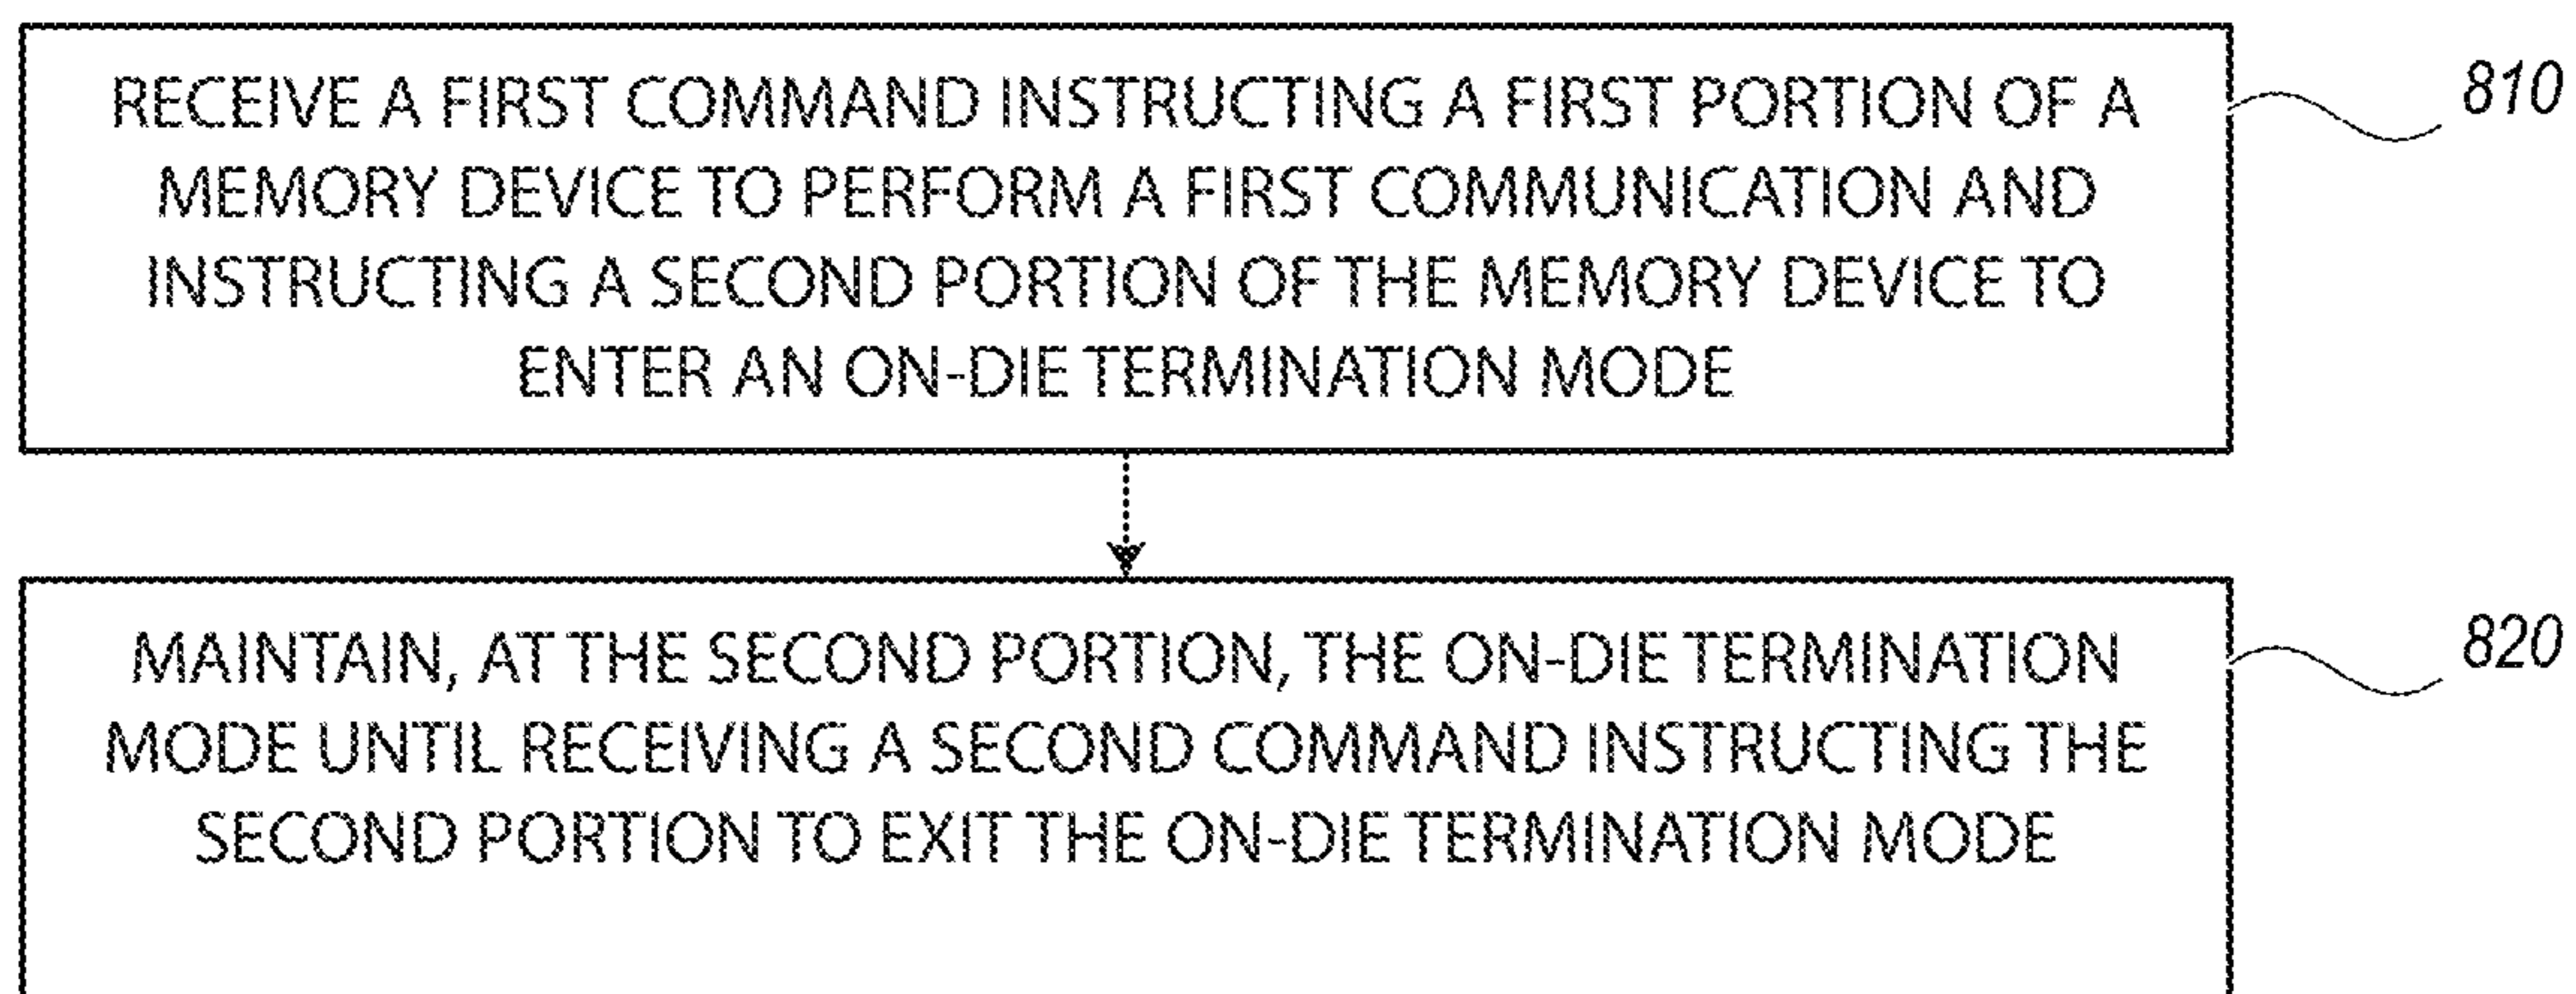 RECEIVE A FIRST COMMAND INSTRUCTING A FIRST PORTION OF A
MEMORY DEVICE TO PERFORM A FIRST COMMUNICATION AND
INSTRUCTING A SECOND PORTION OF THE MEMORY DEVICE TO
ENTER AN ON-DIE TERMINATION MODE
810
MAINTAIN, AT THE SECOND PORTION, THE ON-DIE TERMINATION
MODE UNTIL RECEIVING A SECOND COMMAND INSTRUCTING THE
SECOND PORTION TO EXIT THE ON-DIE TERMINATION MODE
820